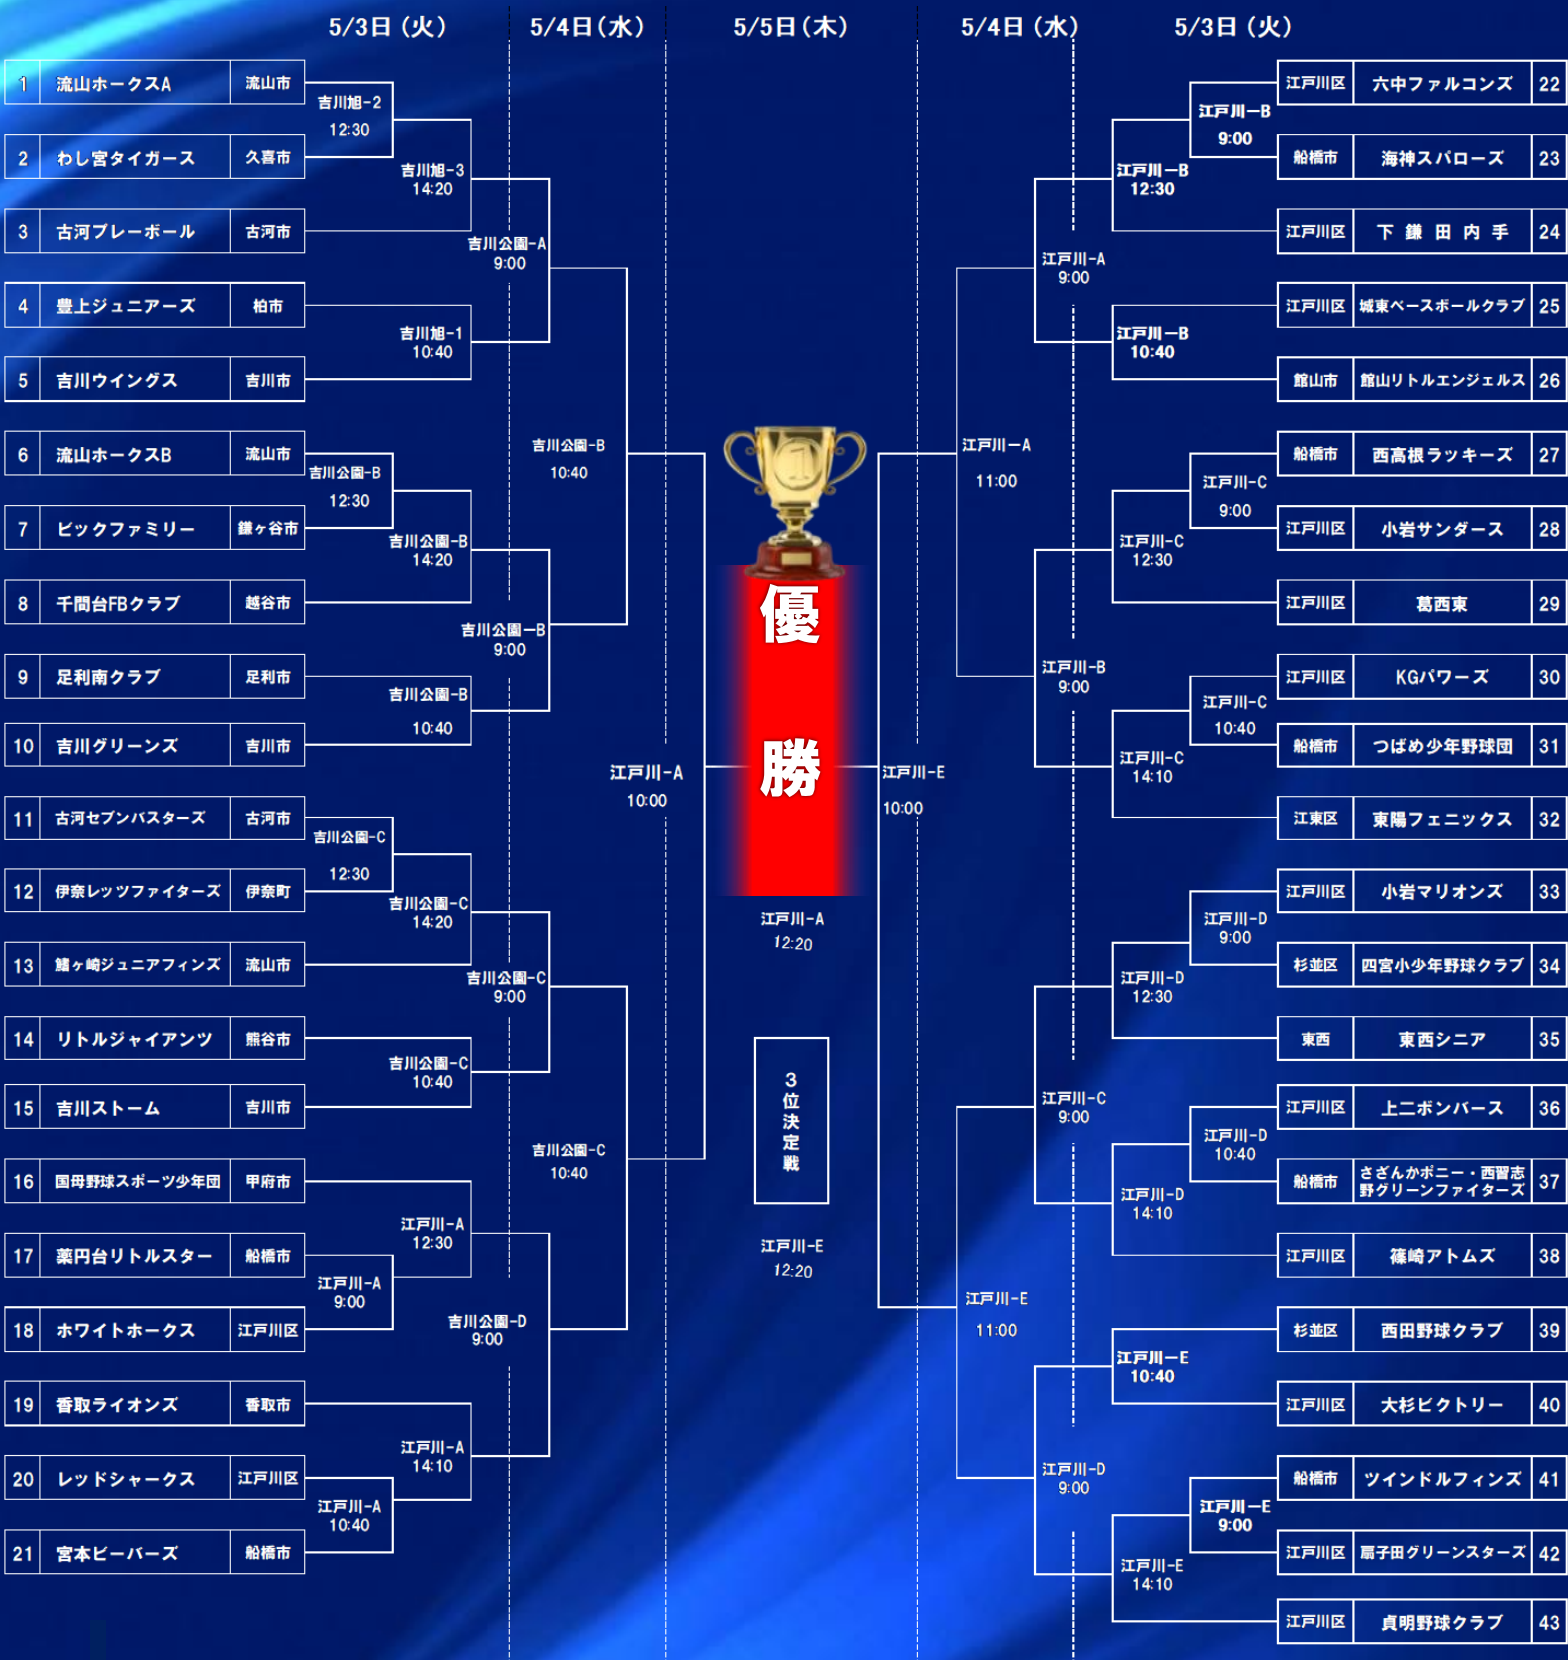 5/3日（火）
5/4日（水）
5/5日（木）
5/4日（水）
5/3日（火）
1 流山ホークスA 流山市
2 わし宮タイガース 久喜市
3 古河プレーボール 古河市
4 豊上ジュニアーズ 柏市
5 吉川ウイングス 吉川市
6 流山ホークスB 流山市
7 ビックファミリー 鎌ヶ谷市
8 千間台FBクラブ 越谷市
9 足利南クラブ 足利市
10 吉川グリーンズ 吉川市
11 古河セブンバスターズ 古河市
12 伊奈レッツファイターズ 伊奈町
13 鰭ヶ崎ジュニアフィンズ 流山市
14 リトルジャイアンツ 熊谷市
15 吉川ストーム 吉川市
16 国母野球スポーツ少年団 甲府市
17 薬円台リトルスター 船橋市
18 ホワイトホークス 江戸川区
19 香取ライオンズ 香取市
20 レッドシャークス 江戸川区
21 宮本ビーバーズ 船橋市
吉川旭-2
12:30
吉川旭-3
14:20
吉川旭-1
10:40
吉川公園-B
12:30
吉川公園-B
14:20
吉川公園-B
10:40
吉川公園-C
12:30
吉川公園-C
14:20
吉川公園-C
10:40
江戸川-A
12:30
江戸川-A
9:00
江戸川-A
14:10
江戸川-A
10:40
吉川公園-A
9:00
吉川公園ーB
9:00
吉川公園-C
9:00
吉川公園-D
9:00
吉川公園-B
10:40
吉川公園-C
10:40
江戸川-A
10:00
優
勝
江戸川-A
12:20
3
位
決
定
戦
江戸川-E
12:20
江戸川-E
10:00
江戸川ーA
11:00
江戸川-E
11:00
江戸川-A
9:00
江戸川-B
9:00
江戸川-C
9:00
江戸川-D
9:00
江戸川ーB
9:00
江戸川ーB
12:30
江戸川ーB
10:40
江戸川-C
9:00
江戸川-C
12:30
江戸川-C
10:40
江戸川-C
14:10
江戸川-D
9:00
江戸川-D
12:30
江戸川-D
10:40
江戸川-D
14:10
江戸川ーE
10:40
江戸川ーE
9:00
江戸川-E
14:10
江戸川区 六中ファルコンズ 22
船橋市 海神スパローズ 23
江戸川区 下 鎌 田 内 手 24
江戸川区 城東ベースボールクラブ 25
館山市 館山リトルエンジェルス 26
船橋市 西高根ラッキーズ 27
江戸川区 小岩サンダース 28
江戸川区 葛西東 29
江戸川区 KGパワーズ 30
船橋市 つばめ少年野球団 31
江東区 東陽フェニックス 32
江戸川区 小岩マリオンズ 33
杉並区 四宮小少年野球クラブ 34
東西 東西シニア 35
江戸川区 上二ボンバース 36
船橋市 さざんかポニー・西習志
野グリーンファイターズ 37
江戸川区 篠崎アトムズ 38
杉並区 西田野球クラブ 39
江戸川区 大杉ビクトリー 40
船橋市 ツインドルフィンズ 41
江戸川区 扇子田グリーンスターズ 42
江戸川区 貞明野球クラブ 43